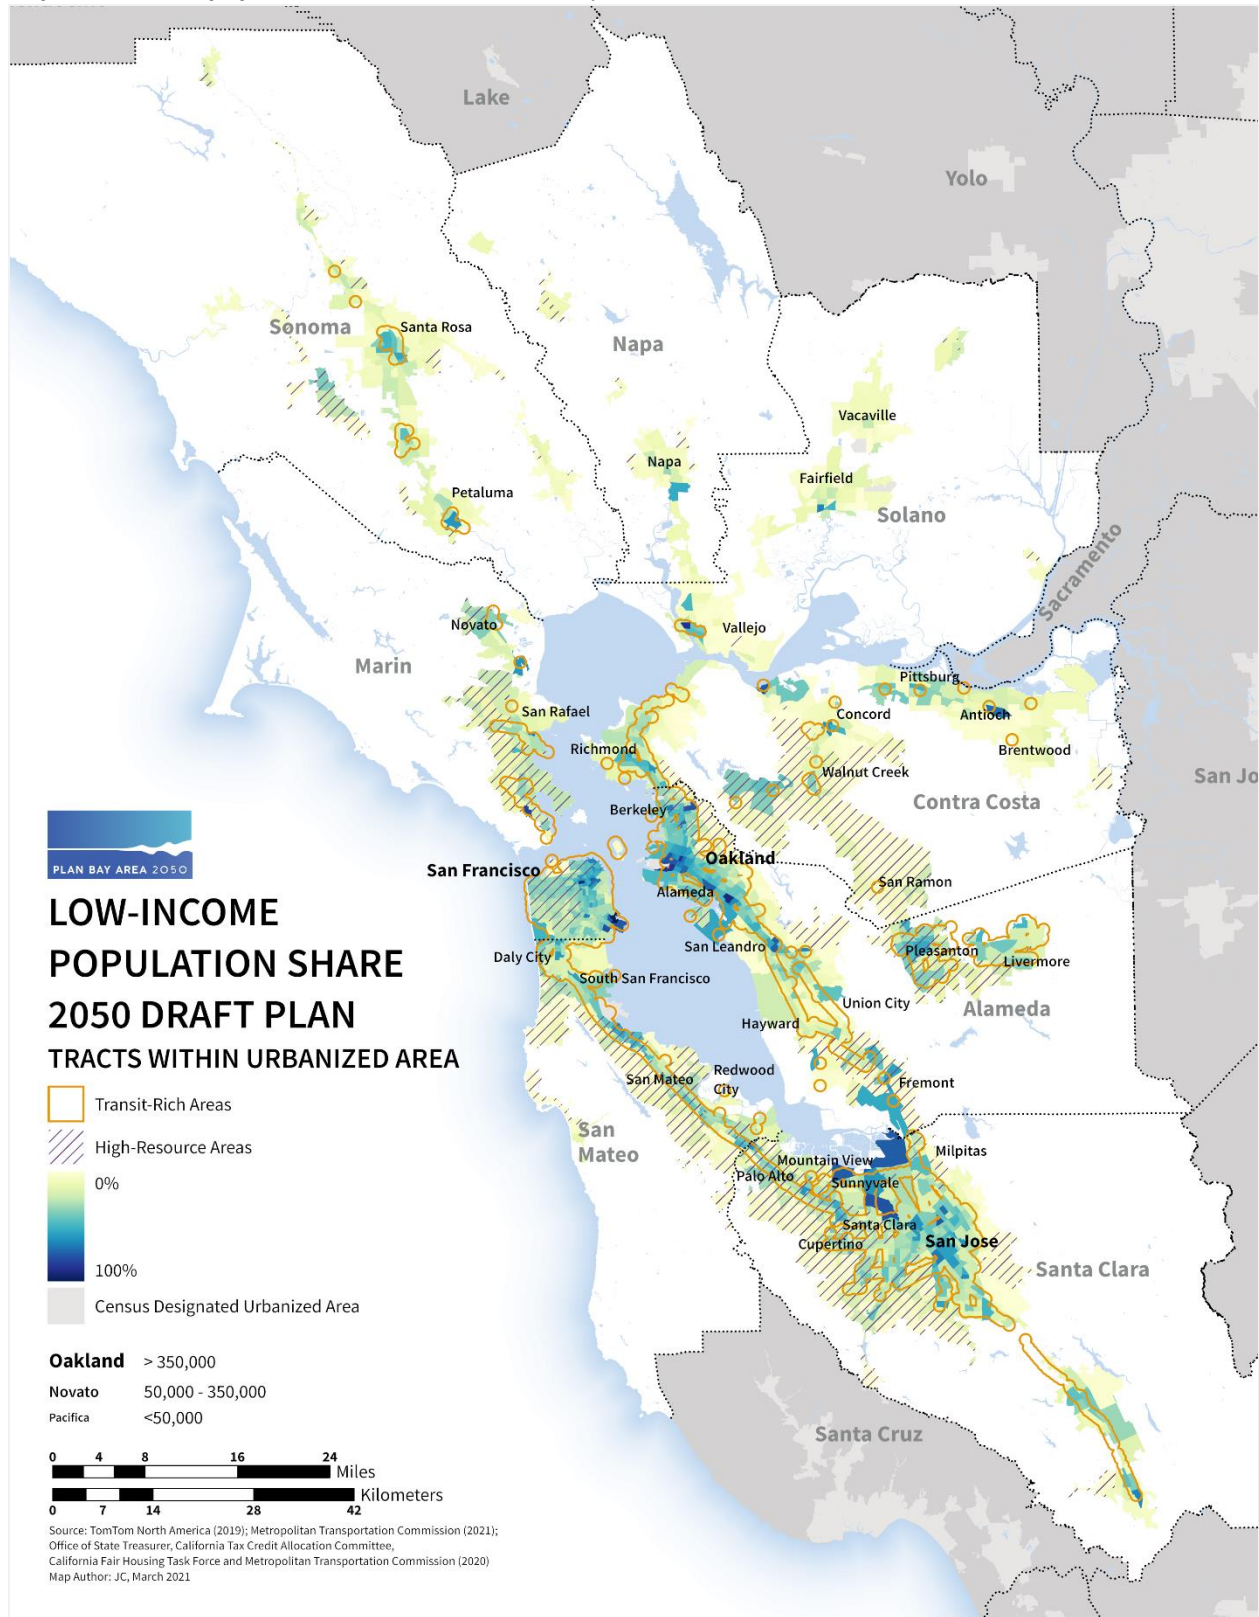 Lake
Yolo
Sonoma
Santa Rosa
Napa
Vacaville
Napa
Fairfield
Solano
Petaluma
Sacramento
Novato
Vallejo
Marin
Pittsburg
San Rafael
Concord
Antioch
Richmond
Brentwood
Walnut Creek
San Jo
Contra Costa
Berkeley
Oakland
San Francisco
San Ramon
Alameda
San Leandro
Pleasanton
Daly City
Livermore
South San Francisco
Union City
Alameda
Hayward
Redwood
City
San Mateo
Fremont
San
Mateo
Milpitas
Mountain View
Palo Alto
Sunnyvale
Santa Clara
Cupertino
San Jose
Santa Clara
Santa Cruz
PLAN BAY AREA 2050
LOW-INCOME
POPULATION SHARE
2050 DRAFT PLAN
TRACTS WITHIN URBANIZED AREA
Transit-Rich Areas
High-Resource Areas
0%
100%
Census Designated Urbanized Area
Oakland > 350,000
Novato 50,000 - 350,000
Pacifica <50,000
0 4 8 16 24
Miles
Kilometers
0 7 14 28 42
Source: TomTom North America (2019); Metropolitan Transportation Commission (2021);
Office of State Treasurer, California Tax Credit Allocation Committee,
California Fair Housing Task Force and Metropolitan Transportation Commission (2020)
Map Author: JC, March 2021